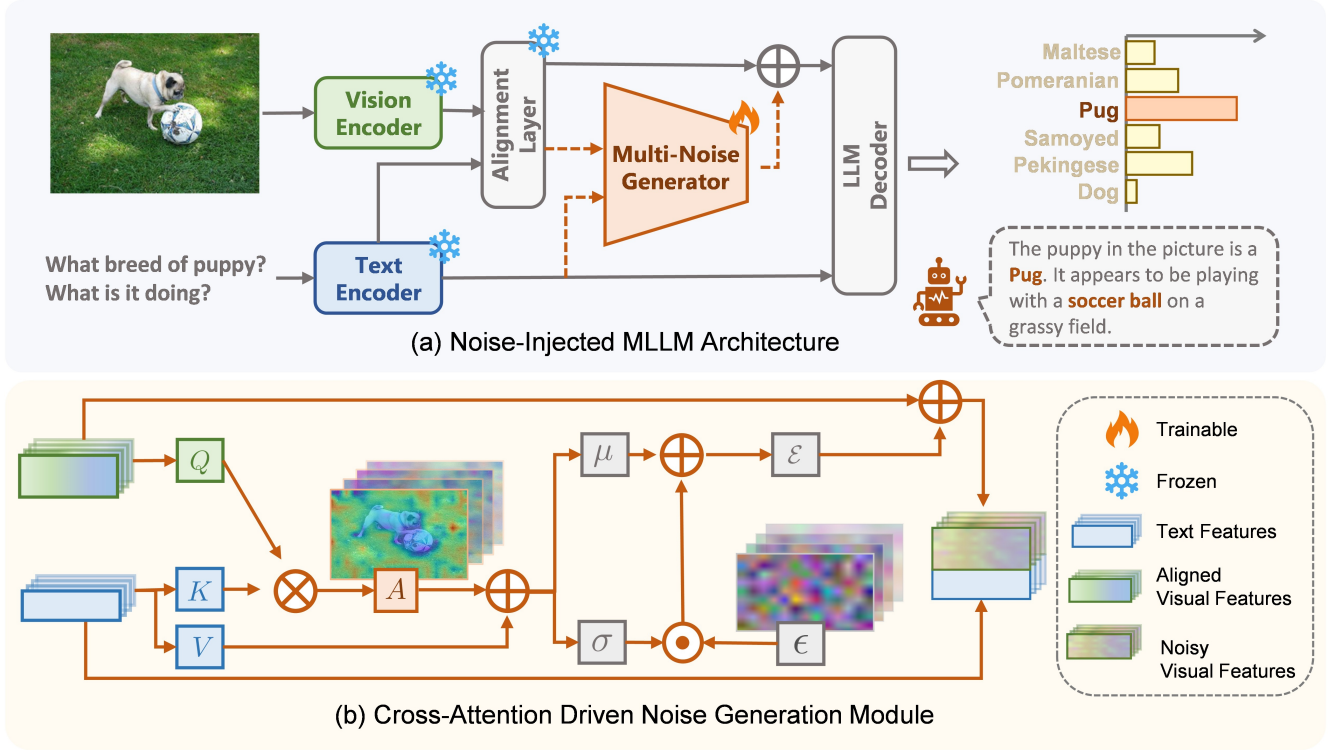 Vision
Encoder
Alignment
Layer
Multi-Noise
Generator
LLM
Decoder
Maltese
Pomeranian
Pug
Samoyed
Pekingese
Dog
What breed of puppy?
What is it doing?
Text
Encoder
The puppy in the picture is a
Pug. It appears to be playing
with a soccer ball on a
grassy field.
(a) Noise-Injected MLLM Architecture
Q
K
V
A
μ
σ
ℰ
ϵ
Trainable
Frozen
Text Features
Aligned
Visual Features
Noisy
Visual Features
(b) Cross-Attention Driven Noise Generation Module